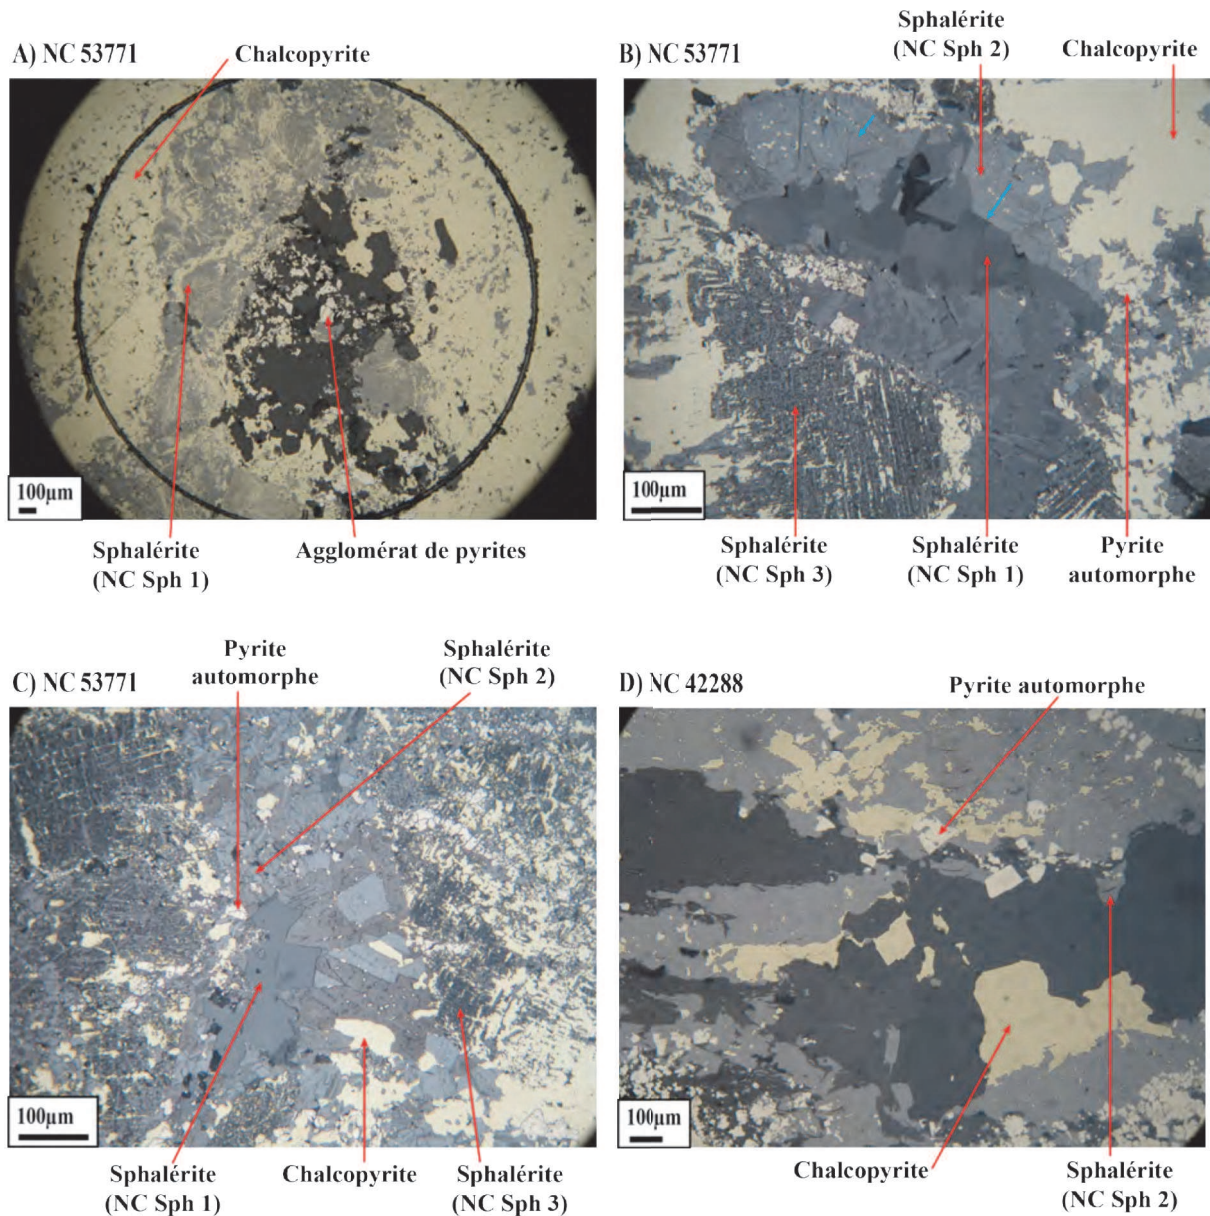 A) NC 53771
Chalcopyrite
100µm
Sphalérite
(NC Sph 1)
Agglomérat de pyrites
B) NC 53771
Sphalérite
(NC Sph 2)
Chalcopyrite
100µm
Sphalérite
(NC Sph 3)
Sphalérite
(NC Sph 1)
Pyrite
automorphe
C) NC 53771
Pyrite
automorphe
Sphalérite
(NC Sph 2)
100µm
Sphalérite
(NC Sph 1)
Chalcopyrite
Sphalérite
(NC Sph 3)
D) NC 42288
Pyrite automorphe
100µm
Chalcopyrite
Sphalérite
(NC Sph 2)